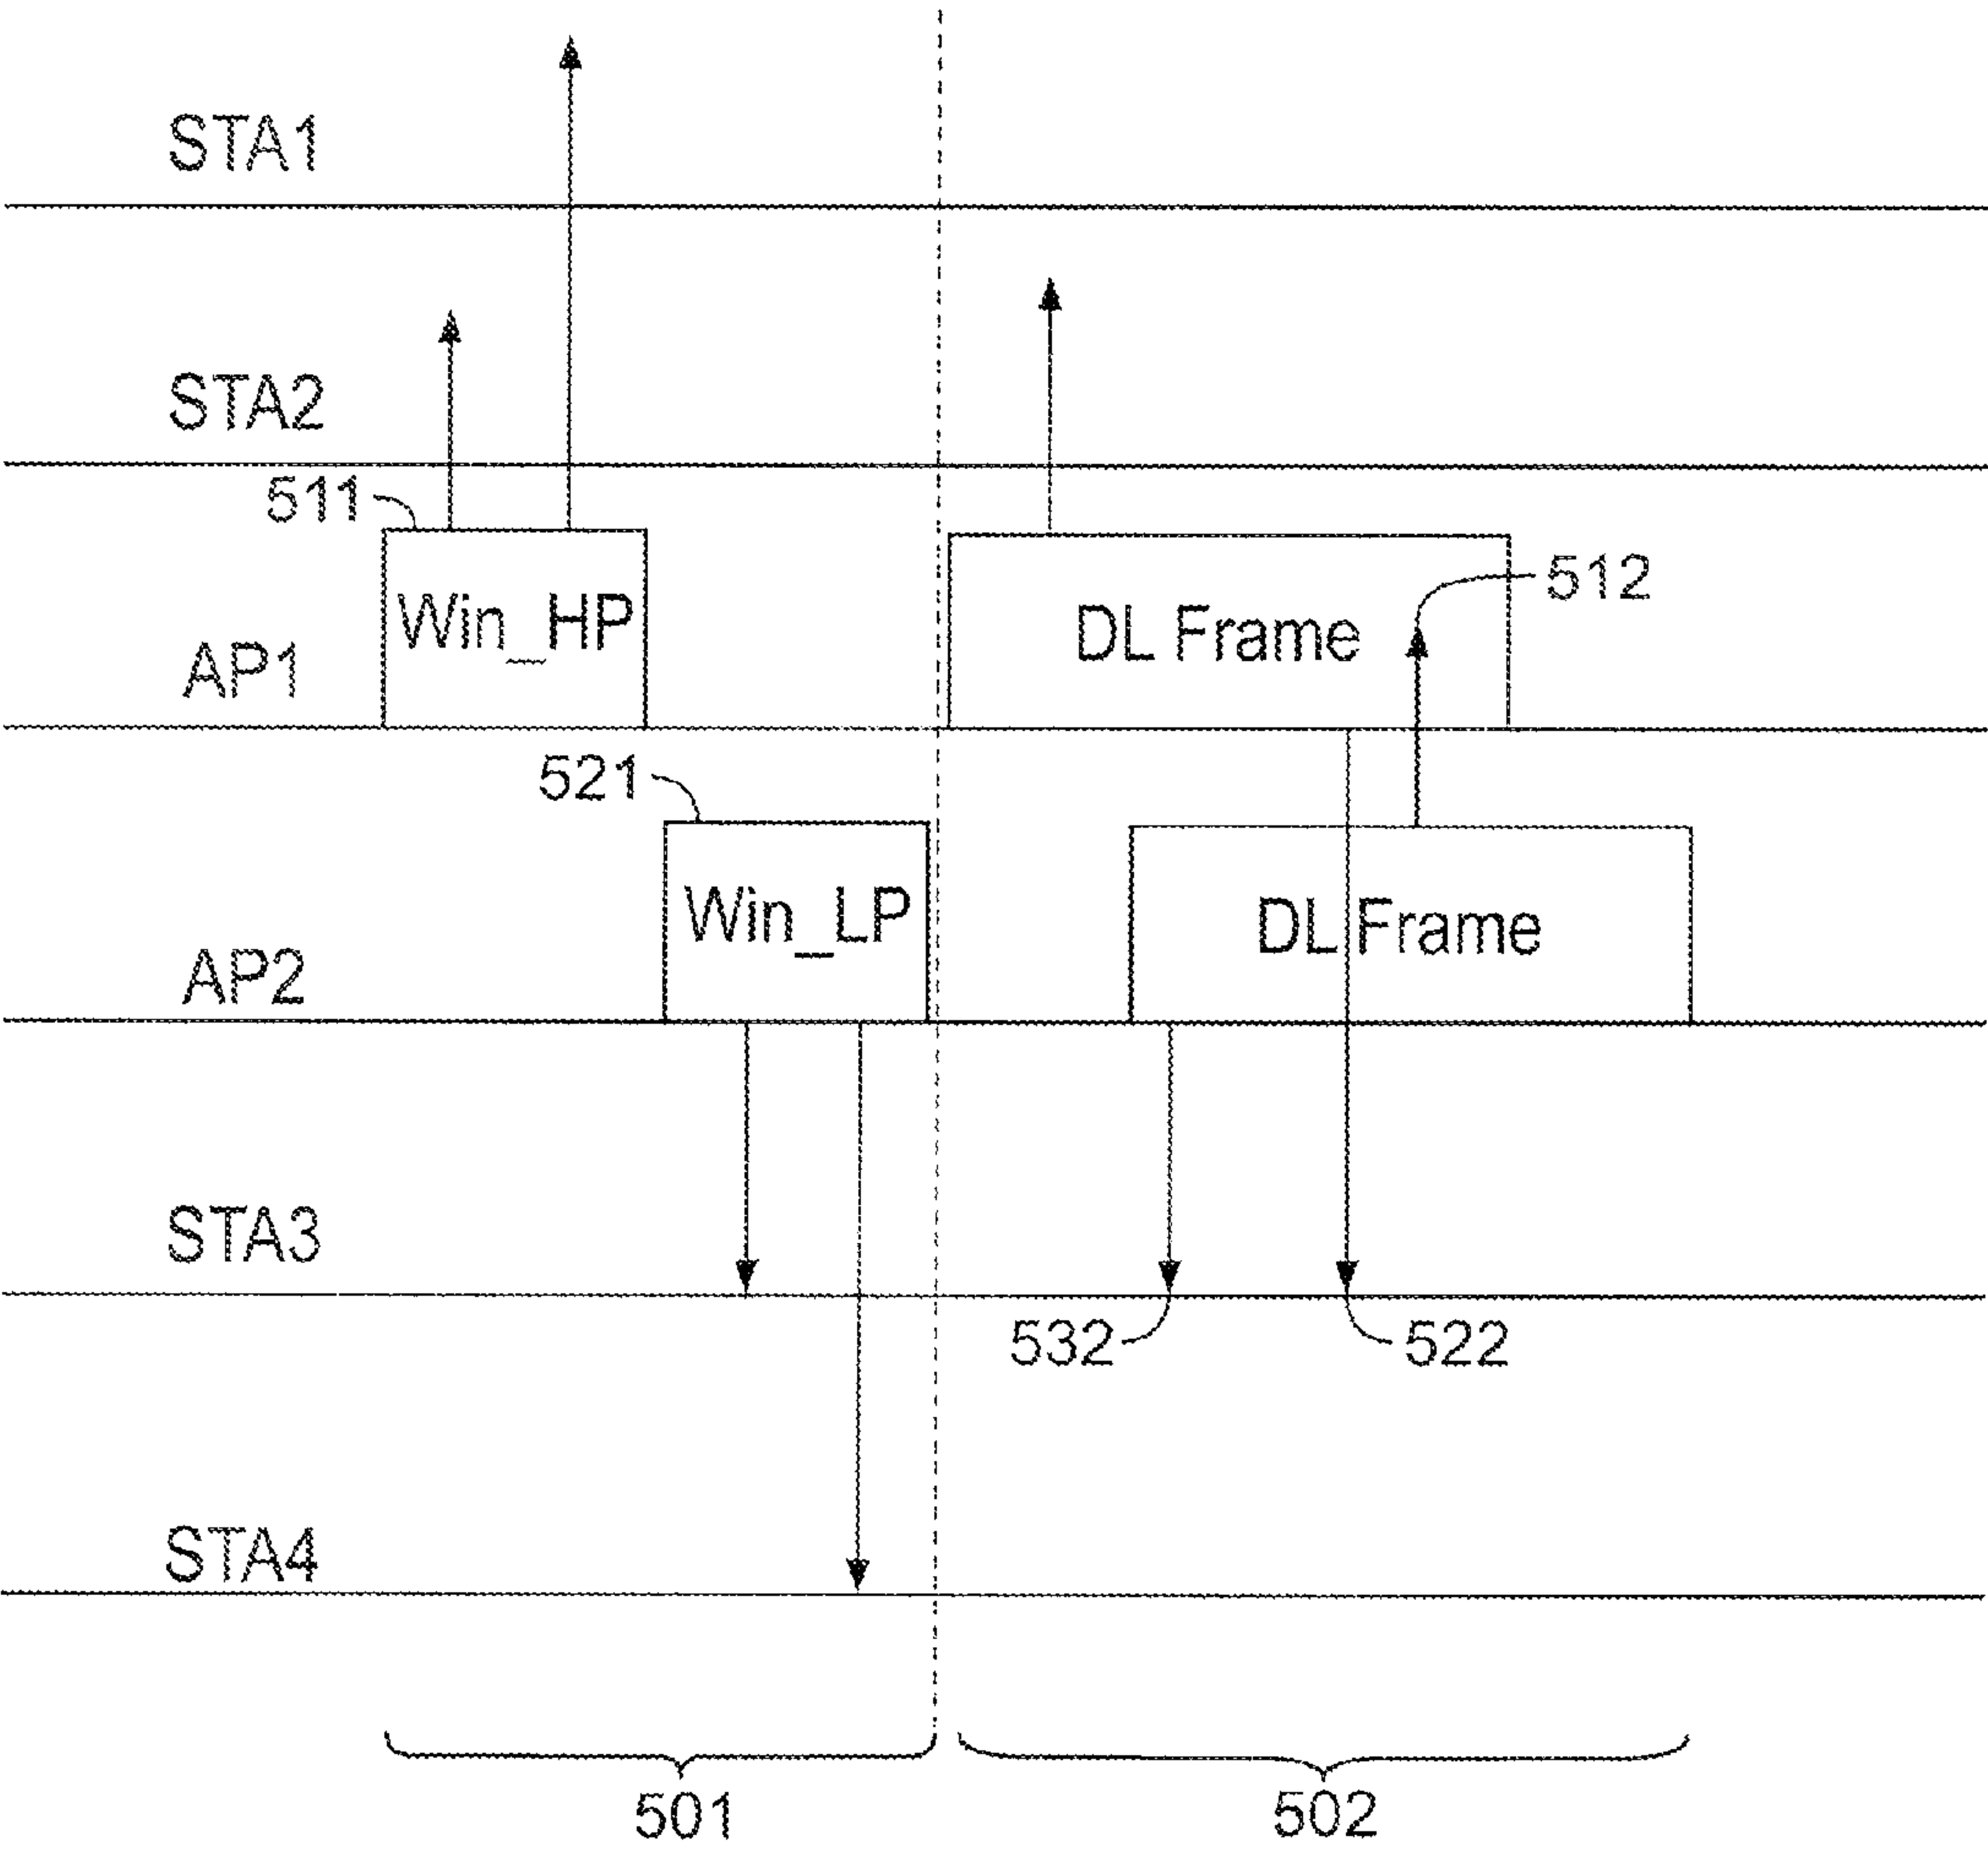 STA1
STA2
511
Win_HP
DL Frame
512
AP1
521
Win_LP
DL Frame
AP2
STA3
532
522
STA4
501
502